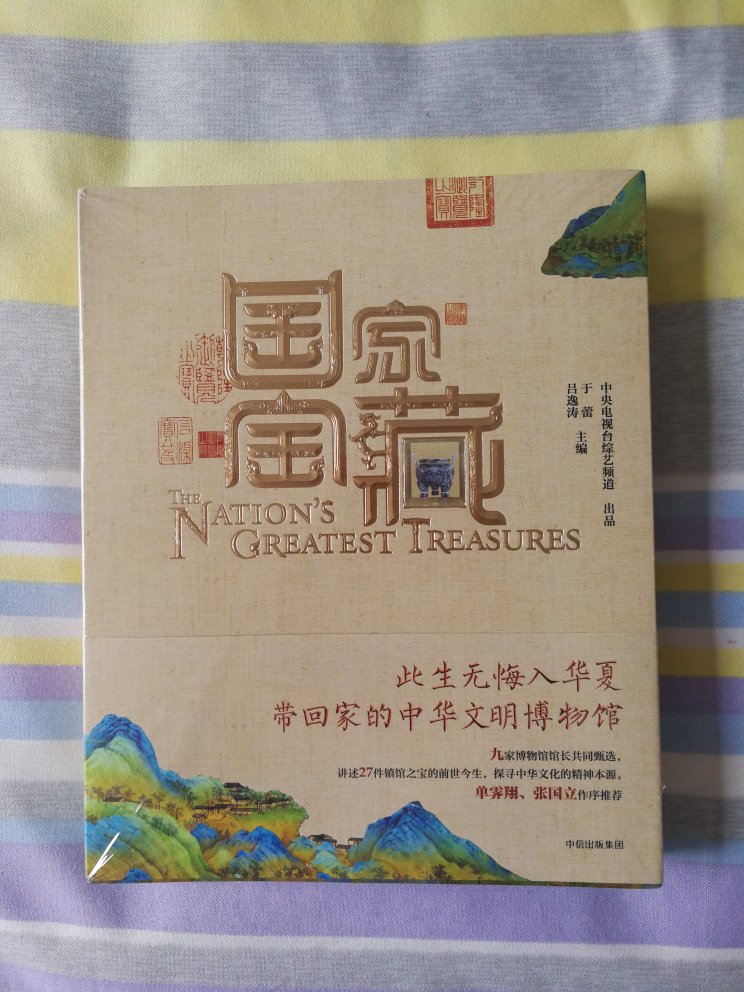 国家
宝藏
THE
NATION'S
GREATEST TREASURES
中央电视台综艺频道 出品
于蕾
吕逸涛 主编
此生无悔入华夏
带回家的中华文明博物馆
九家博物馆馆长共同甄选，
讲述27件镇馆之宝的前世今生，探寻中华文化的精神本源。
单霁翔、张国立作序推荐
中信出版集团